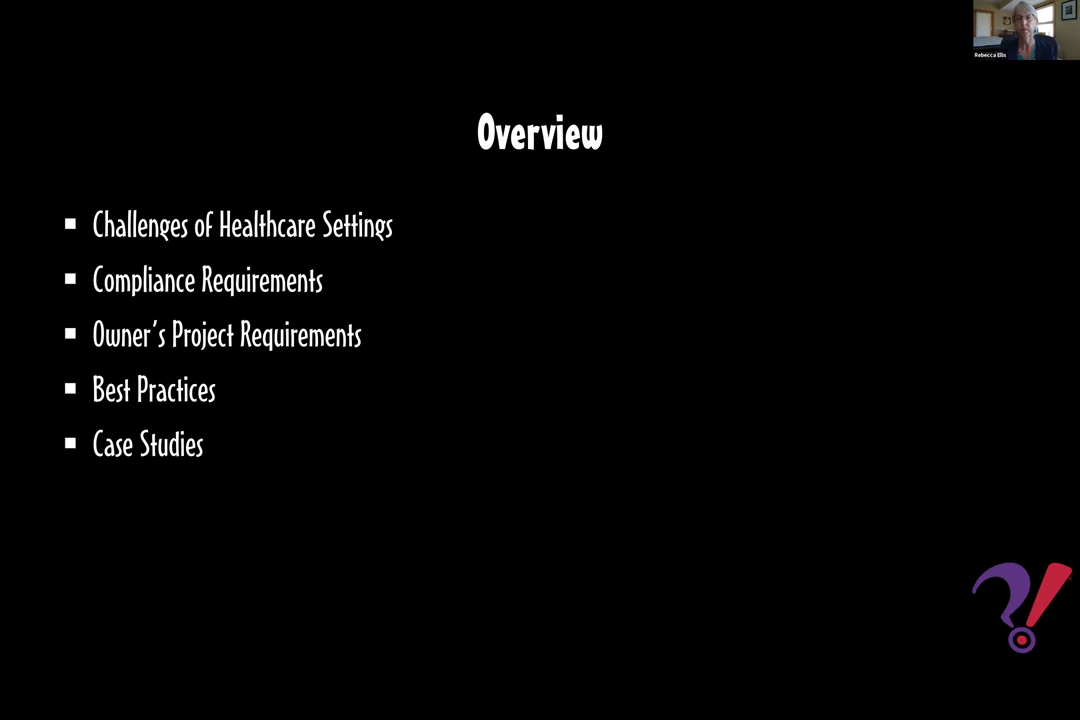 Rebecca Ellis
Overview
▪ Challenges of Healthcare Settings
▪ Compliance Requirements
▪ Owner's Project Requirements
▪ Best Practices
▪ Case Studies
?!